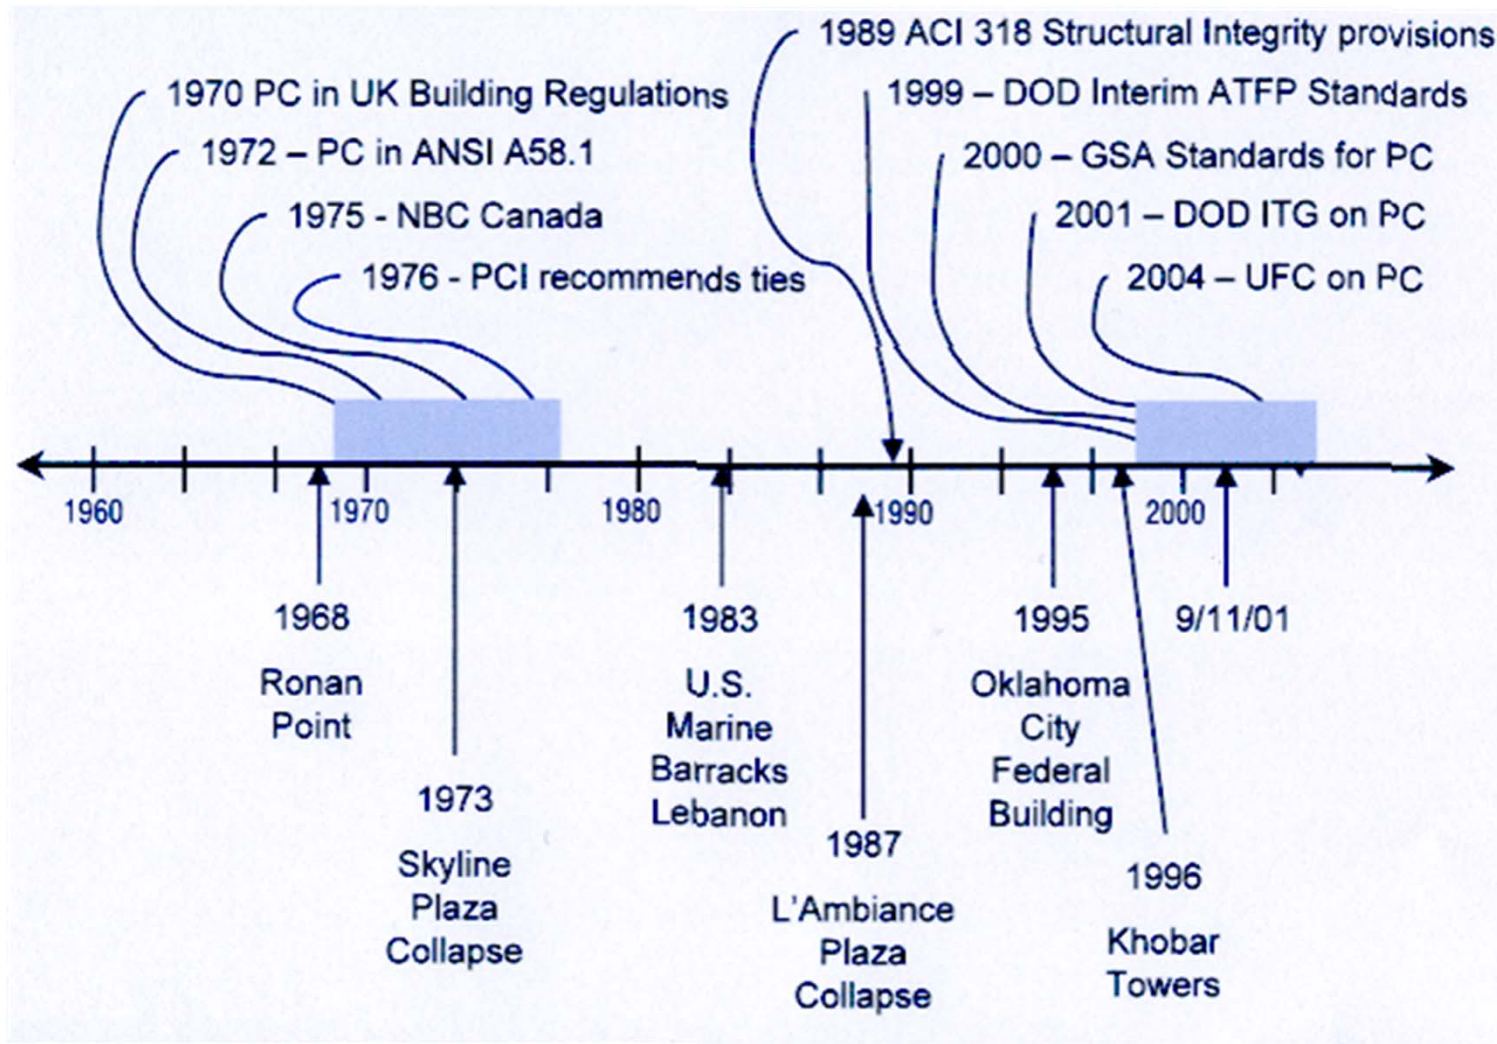 1989 ACI 318 Structural Integrity provisions
1970 PC in UK Building Regulations
1999 – DOD Interim ATFP Standards
1972 – PC in ANSI A58.1
2000 – GSA Standards for PC
1975 - NBC Canada
2001 – DOD ITG on PC
1976 - PCI recommends ties
2004 – UFC on PC
1960
1970
1980
1990
2000
1968
Ronan
Point
1973
Skyline
Plaza
Collapse
1983
U.S.
Marine
Barracks
Lebanon
1987
L'Ambiance
Plaza
Collapse
1995
Oklahoma
City
Federal
Building
1996
Khobar
Towers
9/11/01